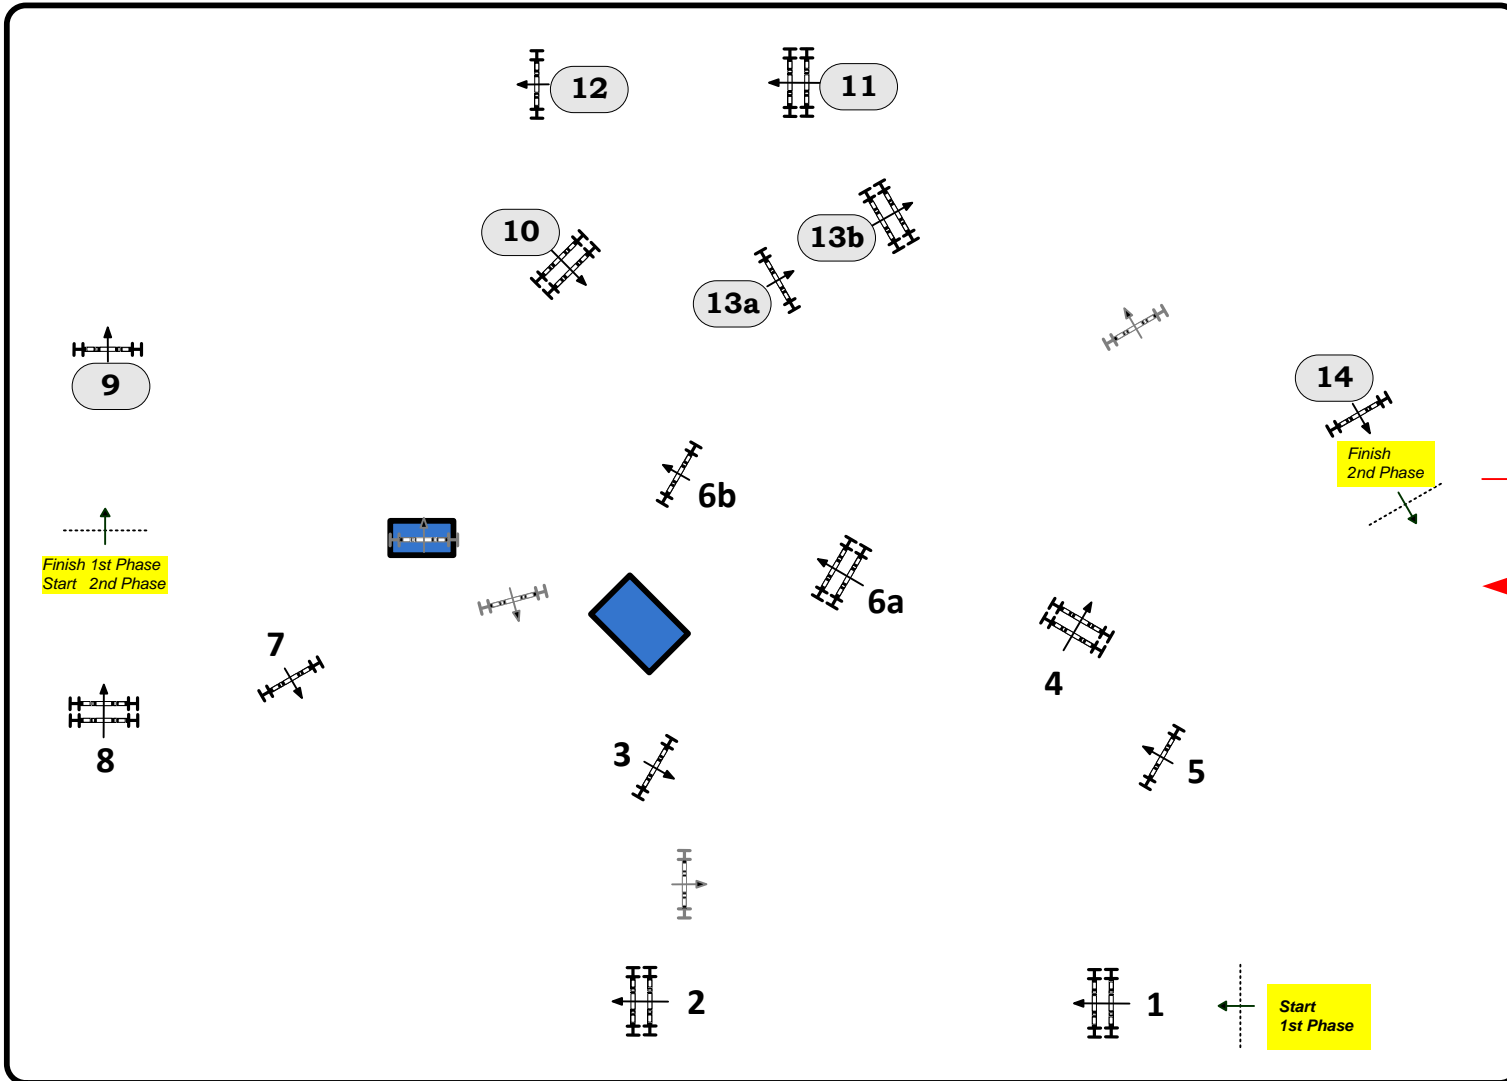 12
11
10
13b
13a
9
14
Finish
2nd Phase
6b
Finish 1st Phase
Start 2nd Phase
6a
7
4
3
5
8
2
1
Start
1st Phase